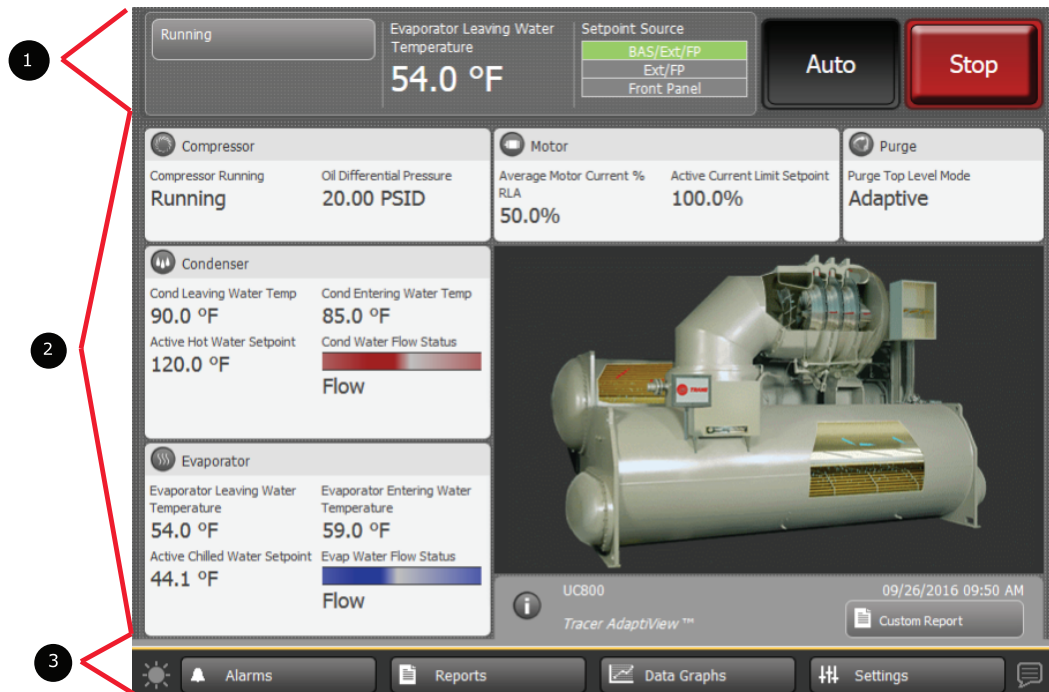 1
Running
Evaporator Leaving Water
Temperature
54.0 °F
Setpoint Source
BAS/Ext/FP
Ext/FP
Front Panel
Auto
Stop
2
Compressor
Compressor Running
Running
Oil Differential Pressure
20.00 PSID
Motor
Average Motor Current %
RLA
50.0%
Active Current Limit Setpoint
100.0%
Purge
Purge Top Level Mode
Adaptive
Condenser
Cond Leaving Water Temp
90.0 °F
Cond Entering Water Temp
85.0 °F
Active Hot Water Setpoint
120.0 °F
Cond Water Flow Status
Flow
TRANE
Evaporator
Evaporator Leaving Water
Temperature
54.0 °F
Evaporator Entering Water
Temperature
59.0 °F
Active Chilled Water Setpoint
44.1 °F
Evap Water Flow Status
Flow
UC800
Tracer AdaptiView ™
09/26/2016 09:50 AM
Custom Report
3
Alarms
Reports
Data Graphs
Settings